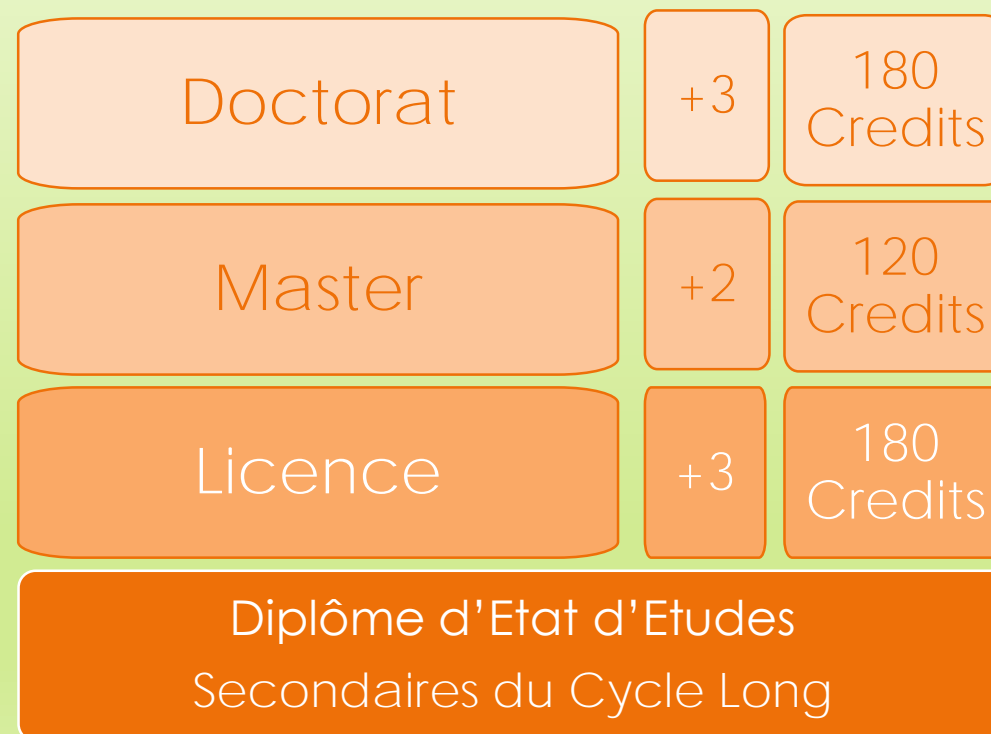 Doctorat
+3
180
Credits
Master
+2
120
Credits
Licence
+3
180
Credits
Diplôme d’Etat d’Etudes
Secondaires du Cycle Long